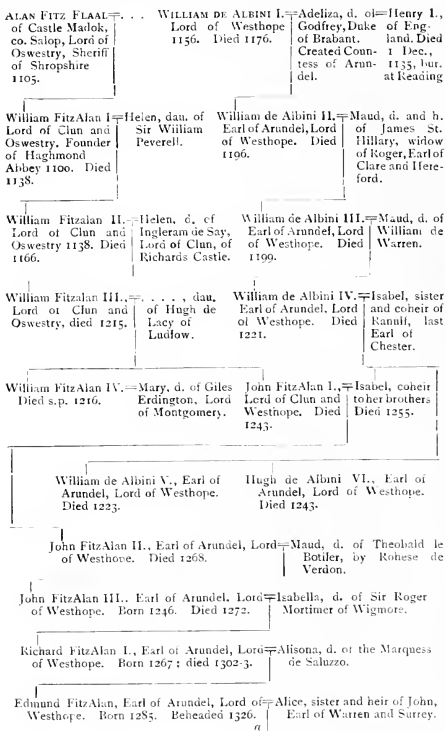 ALAN FITZ FLAAL=. . .
of Castle Madok,
co. Salop, Lord of
Oswestry, Sheriff
of Shropshire
1105.
WILLIAM DE ALBINI I.=Adeliza, d. of=Henry I.,
Lord of Westhope
1156. Died 1176.
Godfrey, Duke
of Brabant.
Created Coun-
tess of Arun-
del.
of Eng-
land. Died
1 Dec.,
1135, bur.
at Reading
William FitzAlan I=Helen, dau. of
Lord of Clun and
Oswestry. Founder
of Haghmond
Abbey 1100. Died
1138.
Sir William
Peverell.
William de Albini II.=Maud, d. and h.
Earl of Arundel, Lord
of Westhope. Died
1196.
of James St.
Hillary, widow
of Roger, Earl of
Clare and Here-
ford.
William Fitzalan II.=Helen, d. of
Lord of Clun and
Oswestry 1138. Died
1166.
Ingleram de Say,
Lord of Clun, of
Richards Castle.
William de Albini III.=Maud, d. of
Earl of Arundel, Lord
of Westhope. Died
1199.
William de
Warren.
William Fitzalan III.,=. . . ., dau.
Lord of Clun and
Oswestry, died 1215.
of Hugh de
Lacy of
Ludlow.
William de Albini IV.=Isabel, sister
Earl of Arundel, Lord
of Westhope. Died
1221.
and coheir of
Ranulf, last
Earl of
Chester.
William FitzAlan IV.=Mary, d. of Giles
Died s.p. 1216.
Erdington, Lord
of Montgomery.
John FitzAlan I.,=Isabel, coheir
Lord of Clun and
Westhope. Died
1243.
to her brothers
Died 1255.
William de Albini V., Earl of
Arundel, Lord of Westhope.
Died 1223.
Hugh de Albini VI., Earl of
Arundel, Lord of Westhope.
Died 1243.
John FitzAlan II., Earl of Arundel, Lord=Maud, d. of Theobald le
of Westhope. Died 1268.
Botiler, by Rohese de
Verdon.
John FitzAlan III., Earl of Arundel, Lord=Isabella, d. of Sir Roger
of Westhope. Born 1246. Died 1272.
Mortimer of Wigmore.
Richard FitzAlan I., Earl of Arundel, Lord=Alisona, d. of the Marquess
of Westhope. Born 1267; died 1302-3.
de Saluzzo.
Edmund FitzAlan, Earl of Arundel, Lord of=Alice, sister and heir of John,
Westhope. Born 1285. Beheaded 1326.
Earl of Warren and Surrey.
a